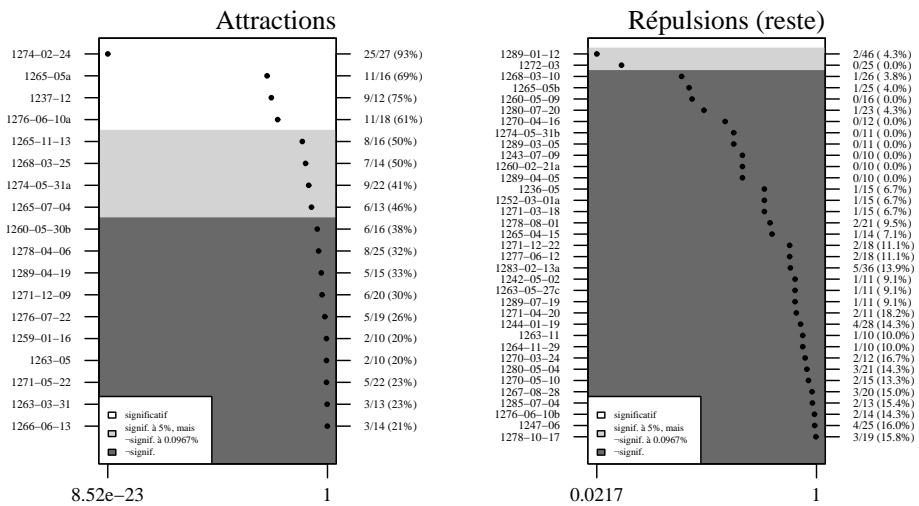 Attractions
1274−02−24 25/27 (93%)
1265−05a 11/16 (69%)
1237−12 9/12 (75%)
1276−06−10a 11/18 (61%)
1265−11−13 8/16 (50%)
1268−03−25 7/14 (50%)
1274−05−31a 9/22 (41%)
1265−07−04 6/13 (46%)
1260−05−30b 6/16 (38%)
1278−04−06 8/25 (32%)
1289−04−19 5/15 (33%)
1271−12−09 6/20 (30%)
1276−07−22 5/19 (26%)
1259−01−16 2/10 (20%)
1263−05 2/10 (20%)
1271−05−22 5/22 (23%)
1263−03−31 3/13 (23%)
1266−06−13 3/14 (21%)
significatif
signif. à 5%, mais
¬signif. à 0.0967%
¬signif.
8.52e−23 1
Répulsions (reste)
1289−01−12 2/46 ( 4.3%)
1272−03 0/25 ( 0.0%)
1268−03−10 1/26 ( 3.8%)
1265−05b 1/25 ( 4.0%)
1260−05−09 0/16 ( 0.0%)
1280−07−20 1/23 ( 4.3%)
1270−04−16 0/12 ( 0.0%)
1274−05−31b 0/11 ( 0.0%)
1289−03−05 0/11 ( 0.0%)
1243−07−09 0/10 ( 0.0%)
1260−02−21a 0/10 ( 0.0%)
1289−04−05 0/10 ( 0.0%)
1236−05 1/15 ( 6.7%)
1252−03−01a 1/15 ( 6.7%)
1271−03−18 1/15 ( 6.7%)
1278−08−01 2/21 ( 9.5%)
1265−04−15 1/14 ( 7.1%)
1271−12−22 2/18 (11.1%)
1277−06−12 2/18 (11.1%)
1283−02−13a 5/36 (13.9%)
1242−05−02 1/11 ( 9.1%)
1263−05−27c 1/11 ( 9.1%)
1289−07−19 1/11 ( 9.1%)
1271−04−20 2/11 (18.2%)
1244−01−19 4/28 (14.3%)
1263−11 1/10 (10.0%)
1264−11−29 1/10 (10.0%)
1270−03−24 2/12 (16.7%)
1280−05−04 3/21 (14.3%)
1270−05−10 2/15 (13.3%)
1267−08−28 3/20 (15.0%)
1285−07−04 2/13 (15.4%)
1276−06−10b 2/14 (14.3%)
1247−06 4/25 (16.0%)
1278−10−17 3/19 (15.8%)
significatif
signif. à 5%, mais
¬signif. à 0.0967%
¬signif.
0.0217 1